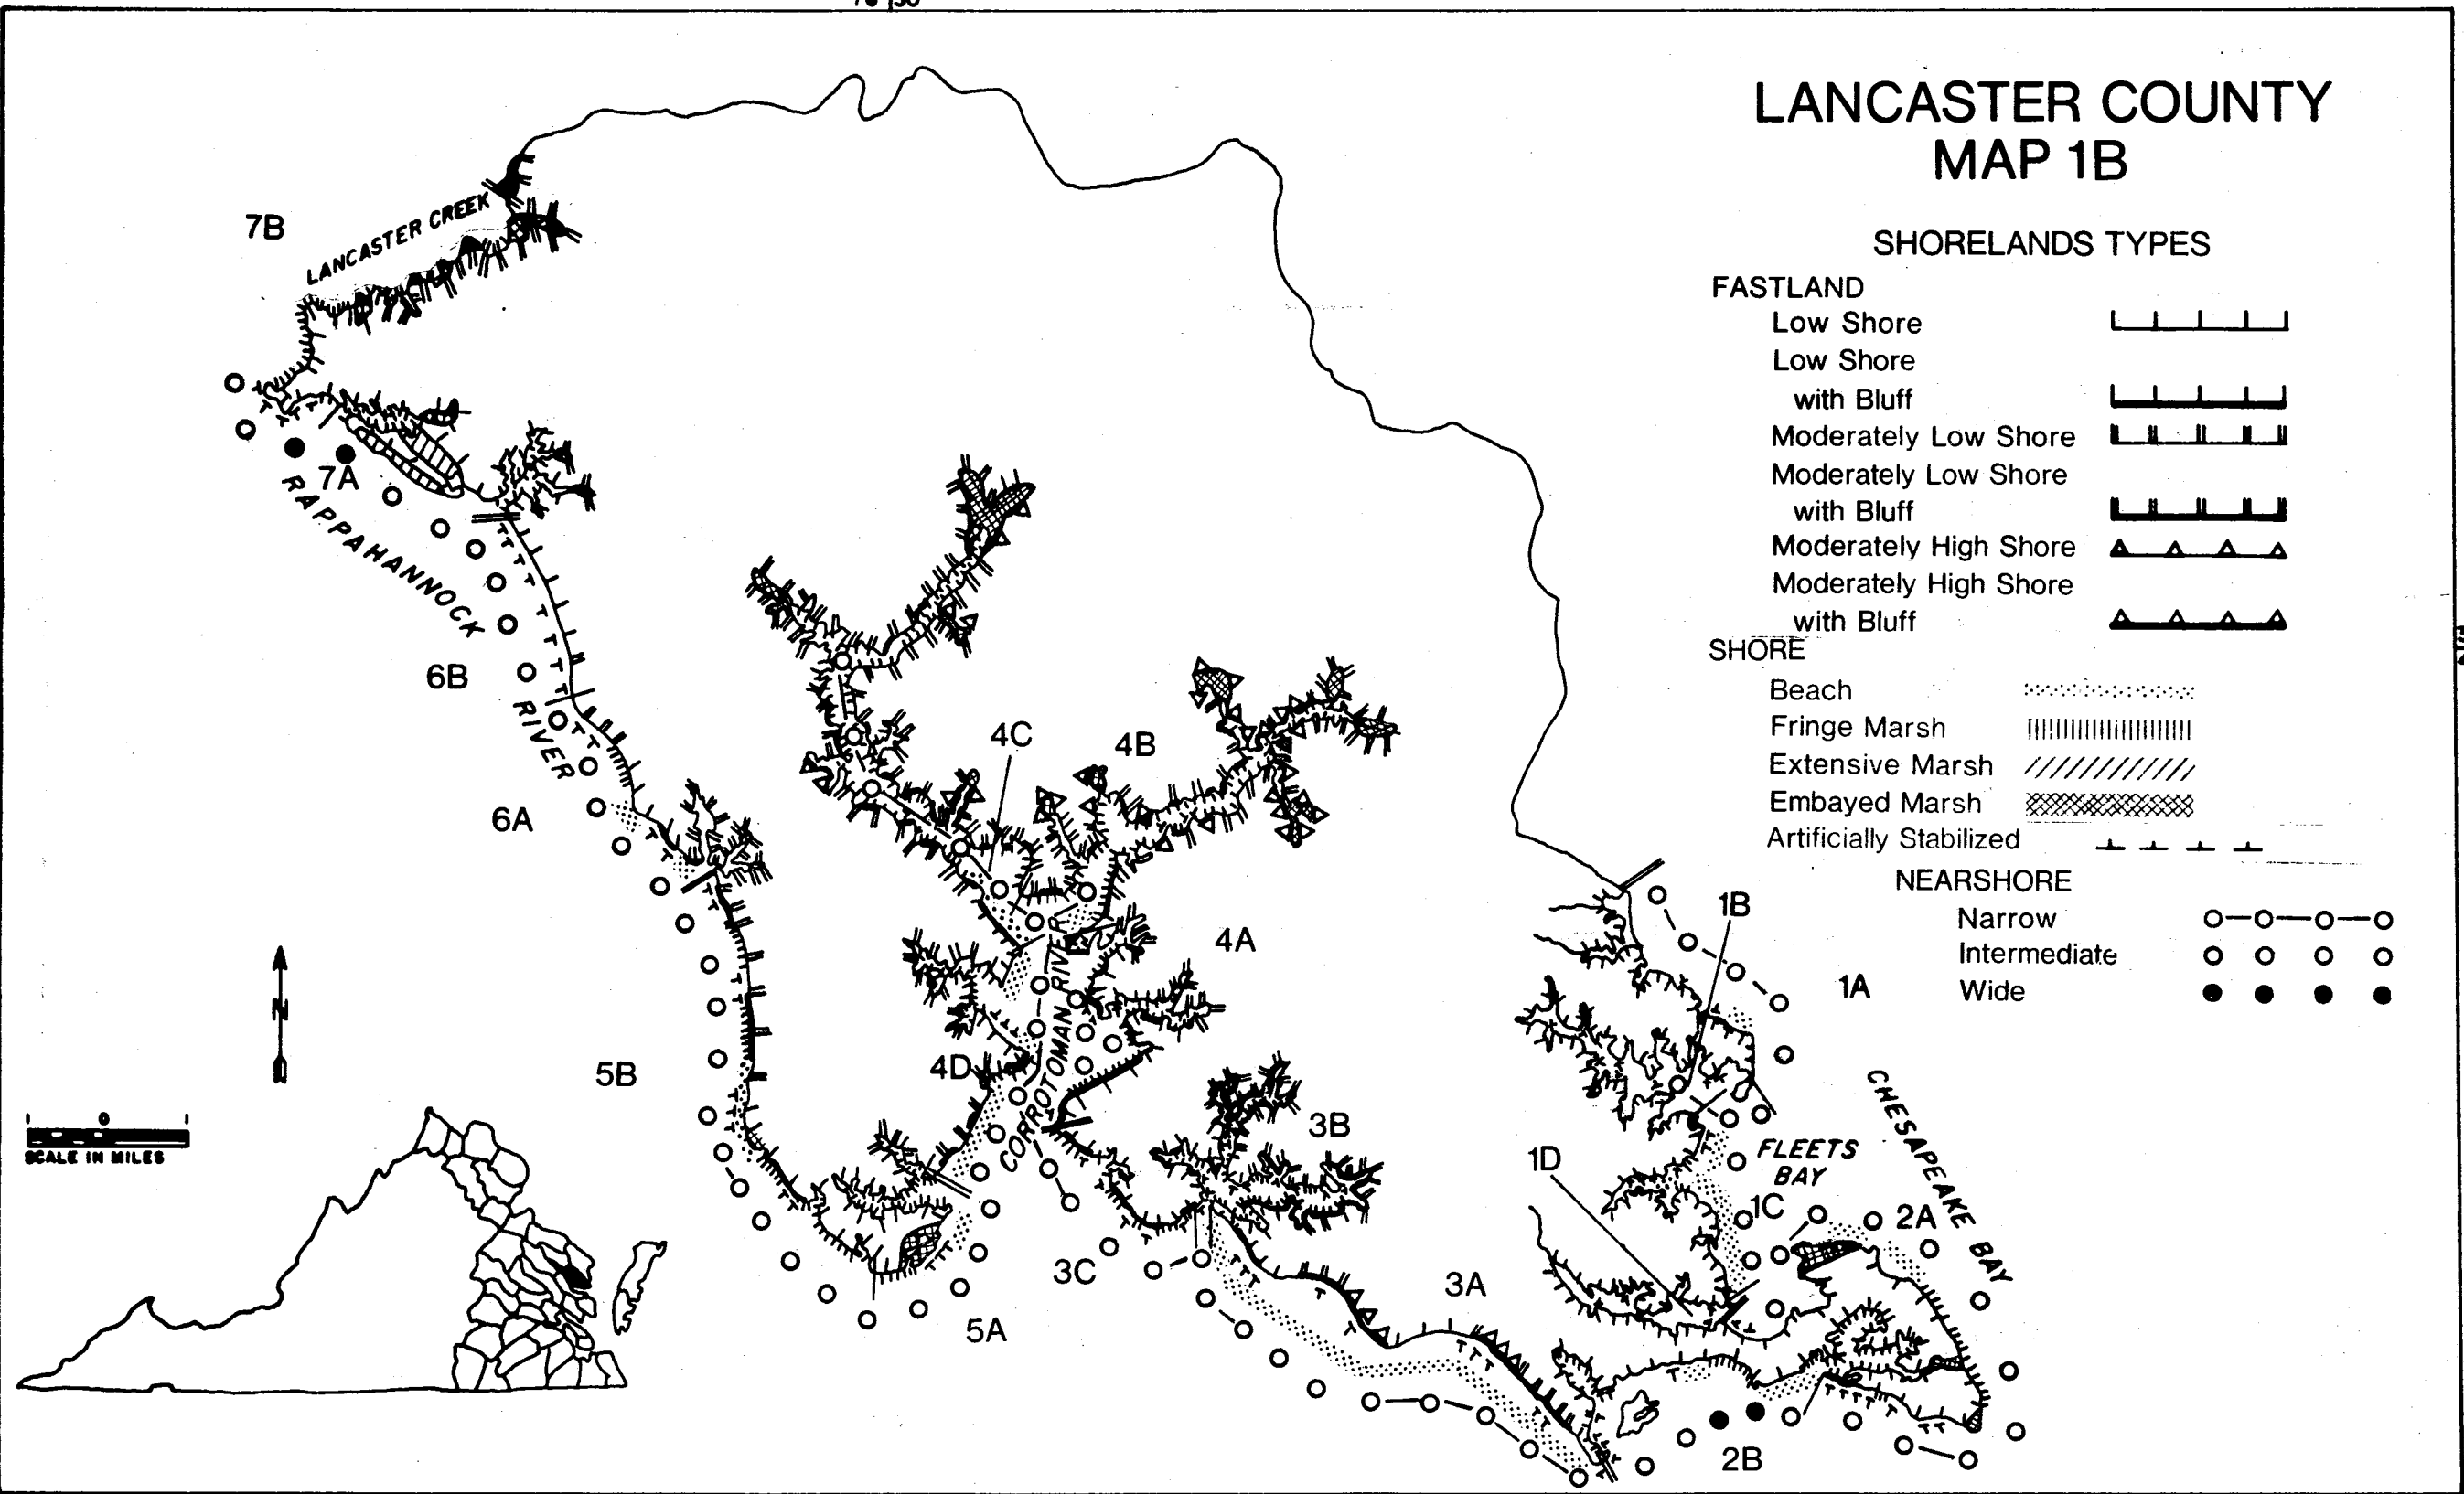 LANCASTER COUNTY
MAP 1B
SHORELANDS TYPES
FASTLAND
Low Shore
Low Shore
with Bluff
Moderately Low Shore
Moderately Low Shore
with Bluff
Moderately High Shore
Moderately High Shore
with Bluff
SHORE
Beach
Fringe Marsh
Extensive Marsh
Embayed Marsh
Artificially Stabilized
NEARSHORE
Narrow
Intermediate
Wide
7B
LANCASTER CREEK
7A
RAPPAHANNOCK
RIVER
6B
6A
5B
4C
4B
4A
4D
CORROTOMAN RIVER
3B
3C
3A
5A
1B
1A
CHESAPEAKE BAY
FLEETS
BAY
1D
1C
2A
2B
N
0
SCALE IN MILES